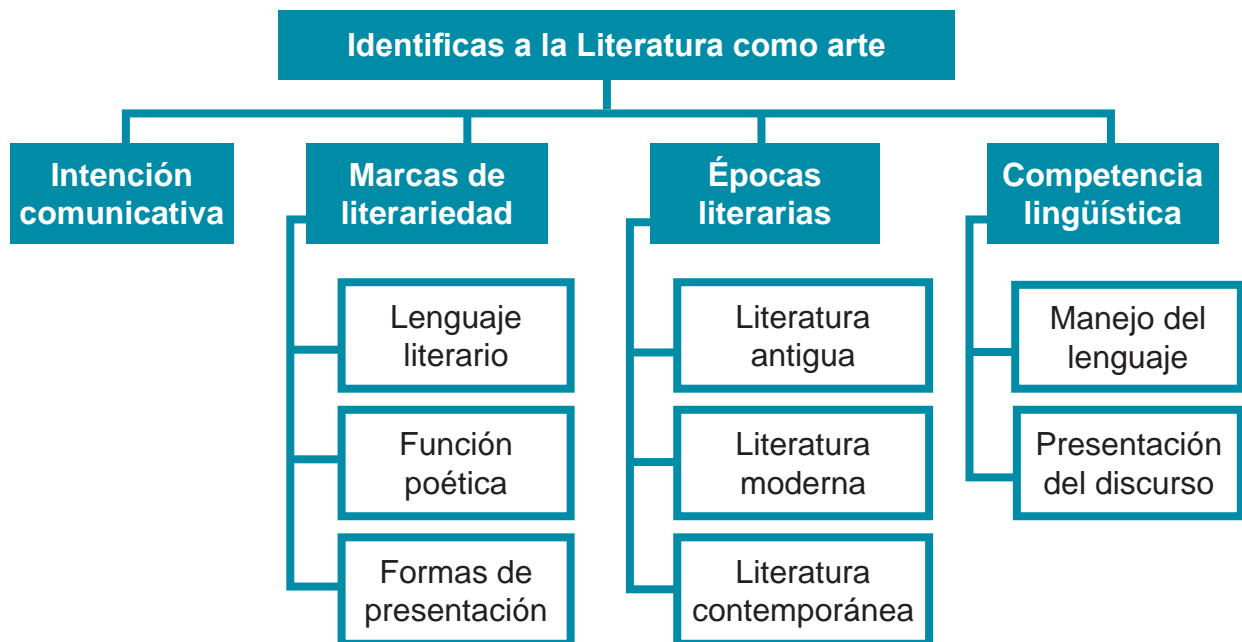 Identificas a la Literatura como arte
Intención
comunicativa
Marcas de
literariedad
Lenguaje
literario
Función
poética
Formas de
presentación
Épocas
literarias
Literatura
antigua
Literatura
moderna
Literatura
contemporánea
Competencia
lingüística
Manejo del
lenguaje
Presentación
del discurso